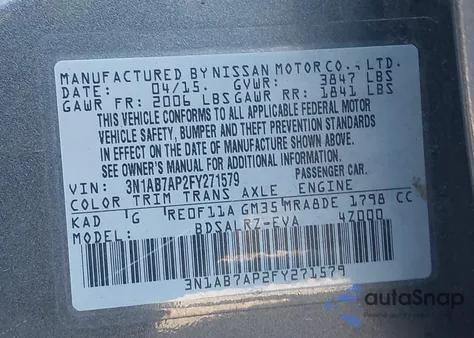 MANUFACTURED BY NISSAN MOTOR CO., LTD.
DATE: 04/15. GVWR: 3847 LBS
GAWR FR: 2006 LBS GAWR RR: 1841 LBS
THIS VEHICLE CONFORMS TO ALL APPLICABLE FEDERAL MOTOR
VEHICLE SAFETY, BUMPER AND THEFT PREVENTION STANDARDS
IN EFFECT ON THE DATE OF MANUFACTURE SHOWN ABOVE.
SEE OWNER'S MANUAL FOR ADDITIONAL INFORMATION.
VIN: 3N1AB7AP2FY271579 PASSENGER CAR.
COLOR TRIM TRANS AXLE ENGINE
KAD G RE0F11A GM35 MRA8DE 1798 CC
MODEL: BDSALRZ-EVA 47000
3N1AB7AP2FY271579
autoSnap